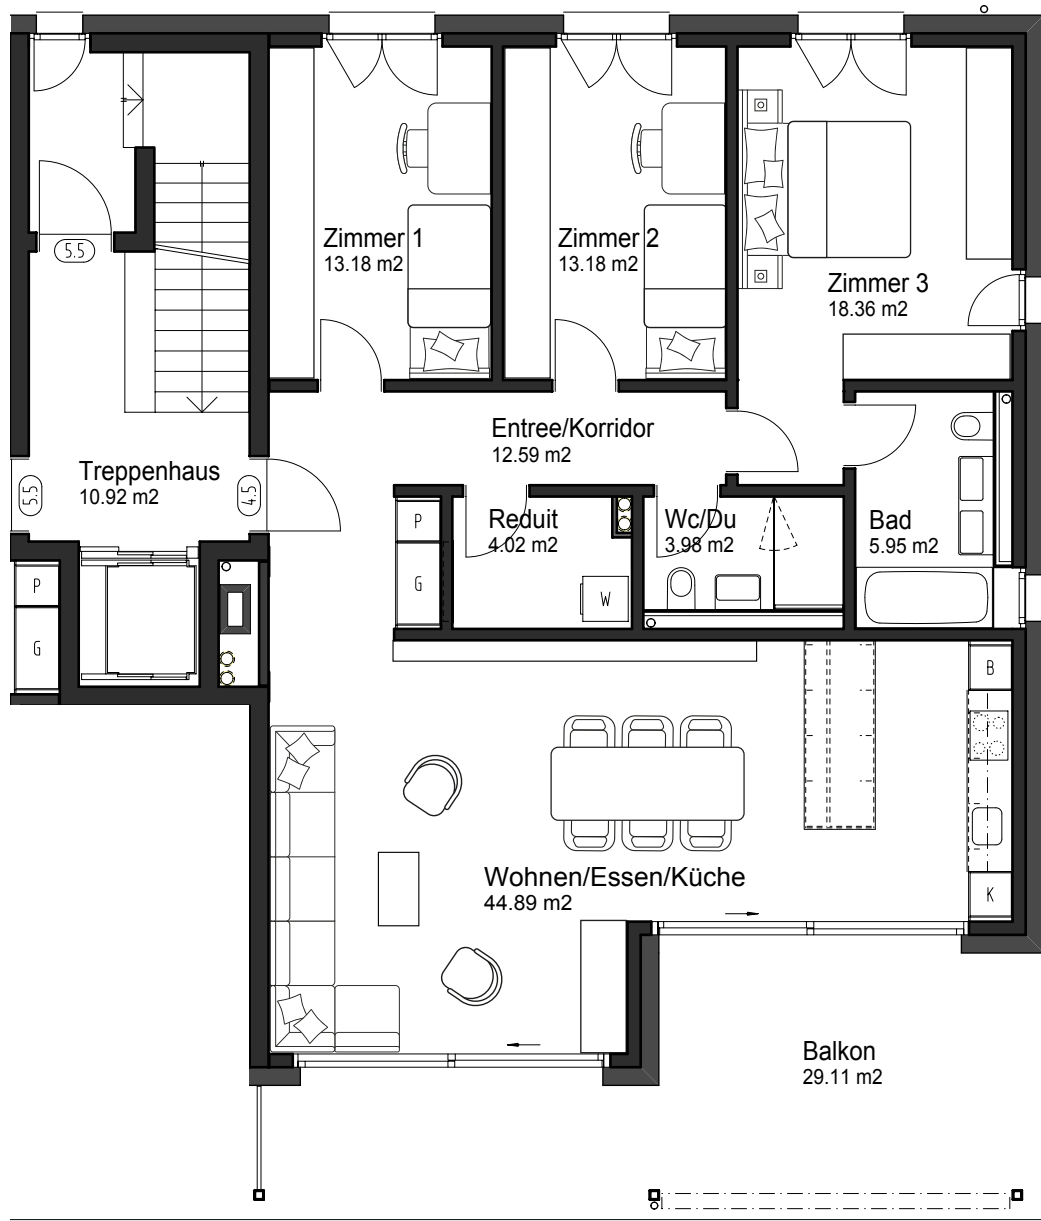 5.5
Zimmer 1
13.18 m2
Zimmer 2
13.18 m2
Zimmer 3
18.36 m2
Entree/Korridor
12.59 m2
Treppenhaus
10.92 m2
5.5
4.5
P
G
P
G
Reduit
4.02 m2
W
Wc/Du
3.98 m2
Bad
5.95 m2
B
Wohnen/Essen/Küche
44.89 m2
K
Balkon
29.11 m2